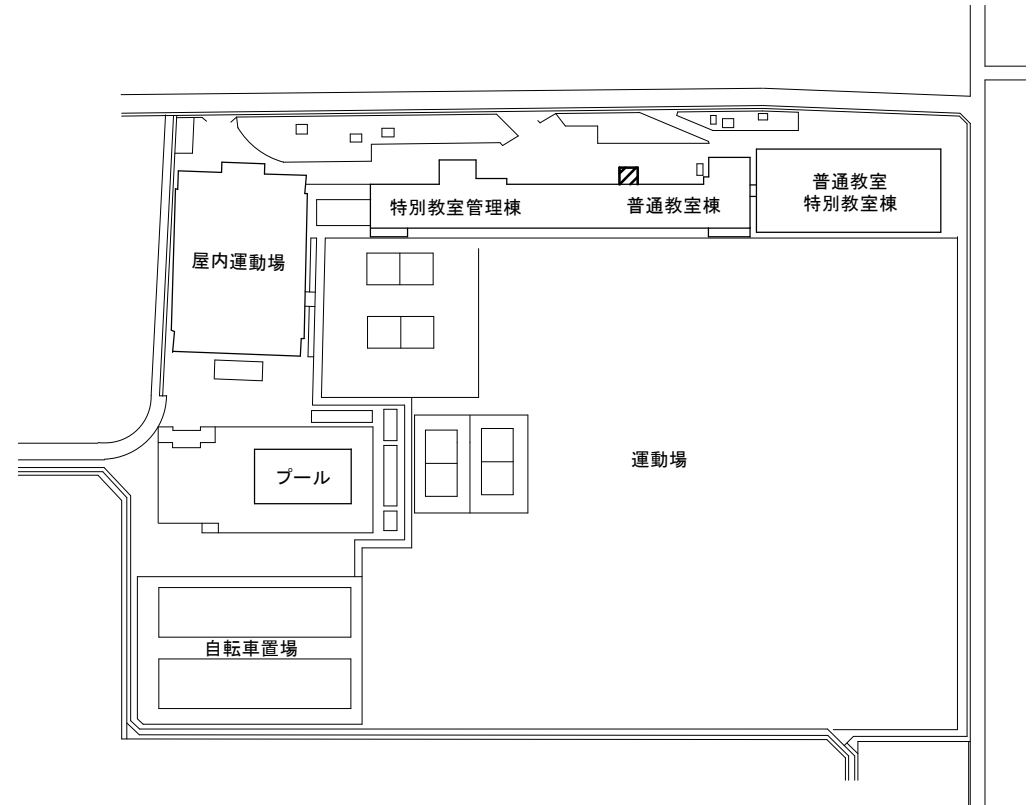 普通教室
特別教室棟
特別教室管理棟
普通教室棟
屋内運動場
運動場
プール
自転車置場